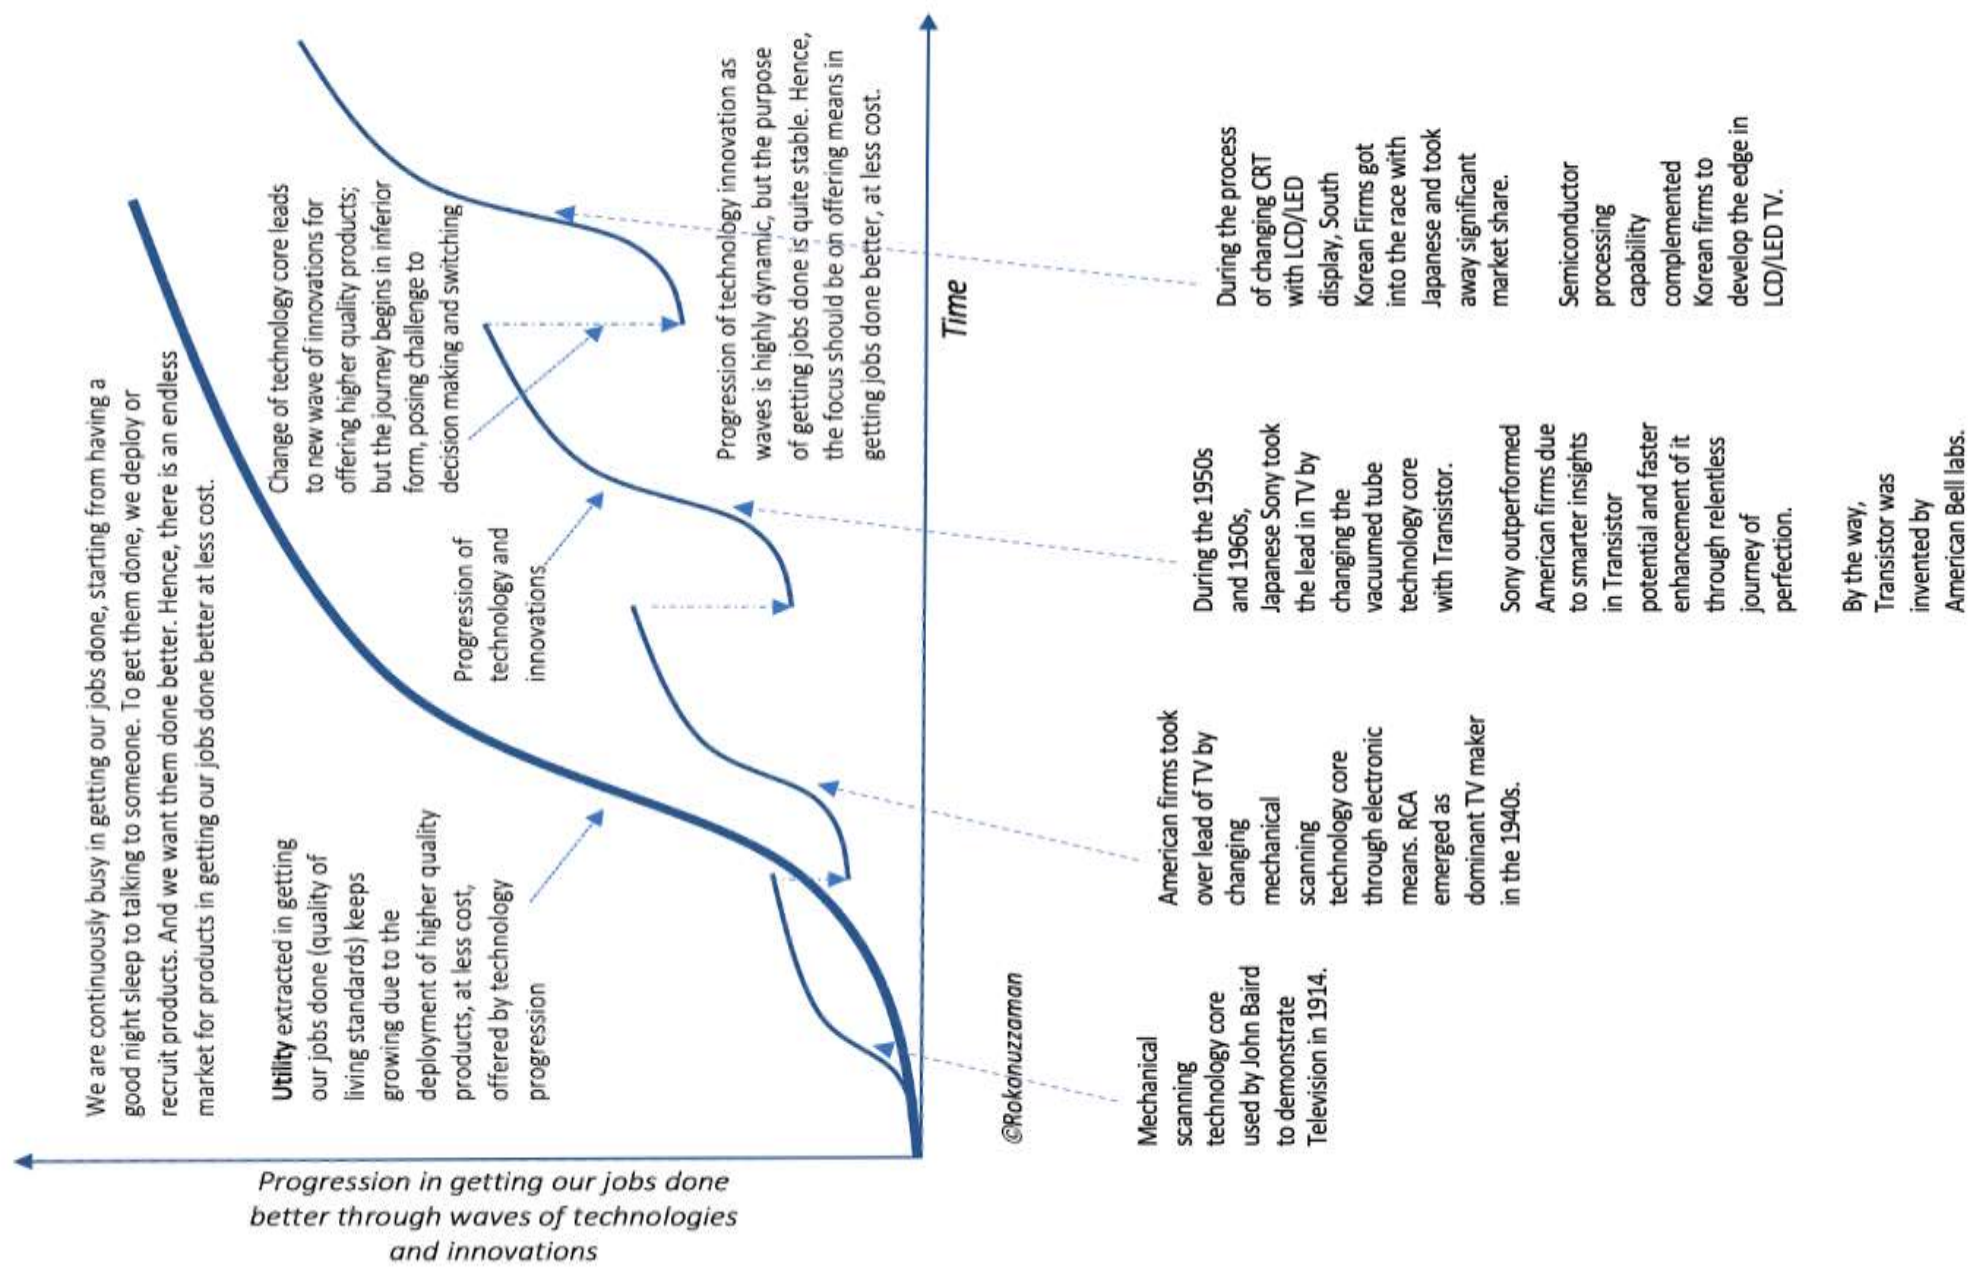 We are continuously busy in getting our jobs done, starting from having a
good night sleep to talking to someone. To get them done, we deploy or
recruit products. And we want them done better. Hence, there is an endless
market for products in getting our jobs done better at less cost.
Utility extracted in getting
our jobs done (quality of
living standards) keeps
growing due to the
deployment of higher quality
products, at less cost,
offered by technology
progression
Change of technology core leads
to new wave of innovations for
offering higher quality products;
but the journey begins in inferior
form, posing challenge to
decision making and switching
Progression of
technology and
innovations
Progression of technology innovation as
waves is highly dynamic, but the purpose
of getting jobs done is quite stable. Hence,
the focus should be on offering means in
getting jobs done better, at less cost.
Progression in getting our jobs done
better through waves of technologies
and innovations
Time
©Rokonuzzaman
Mechanical
scanning
technology core
used by John Baird
to demonstrate
Television in 1914.
American firms took
over lead of TV by
changing
mechanical
scanning
technology core
through electronic
means. RCA
emerged as
dominant TV maker
in the 1940s.
During the 1950s
and 1960s,
Japanese Sony took
the lead in TV by
changing the
vacuumed tube
technology core
with Transistor.
Sony outperformed
American firms due
to smarter insights
in Transistor
potential and faster
enhancement of it
through relentless
journey of
perfection.
By the way,
Transistor was
invented by
American Bell labs.
During the process
of changing CRT
with LCD/LED
display, South
Korean Firms got
into the race with
Japanese and took
away significant
market share.
Semiconductor
processing
capability
complemented
Korean firms to
develop the edge in
LCD/LED TV.